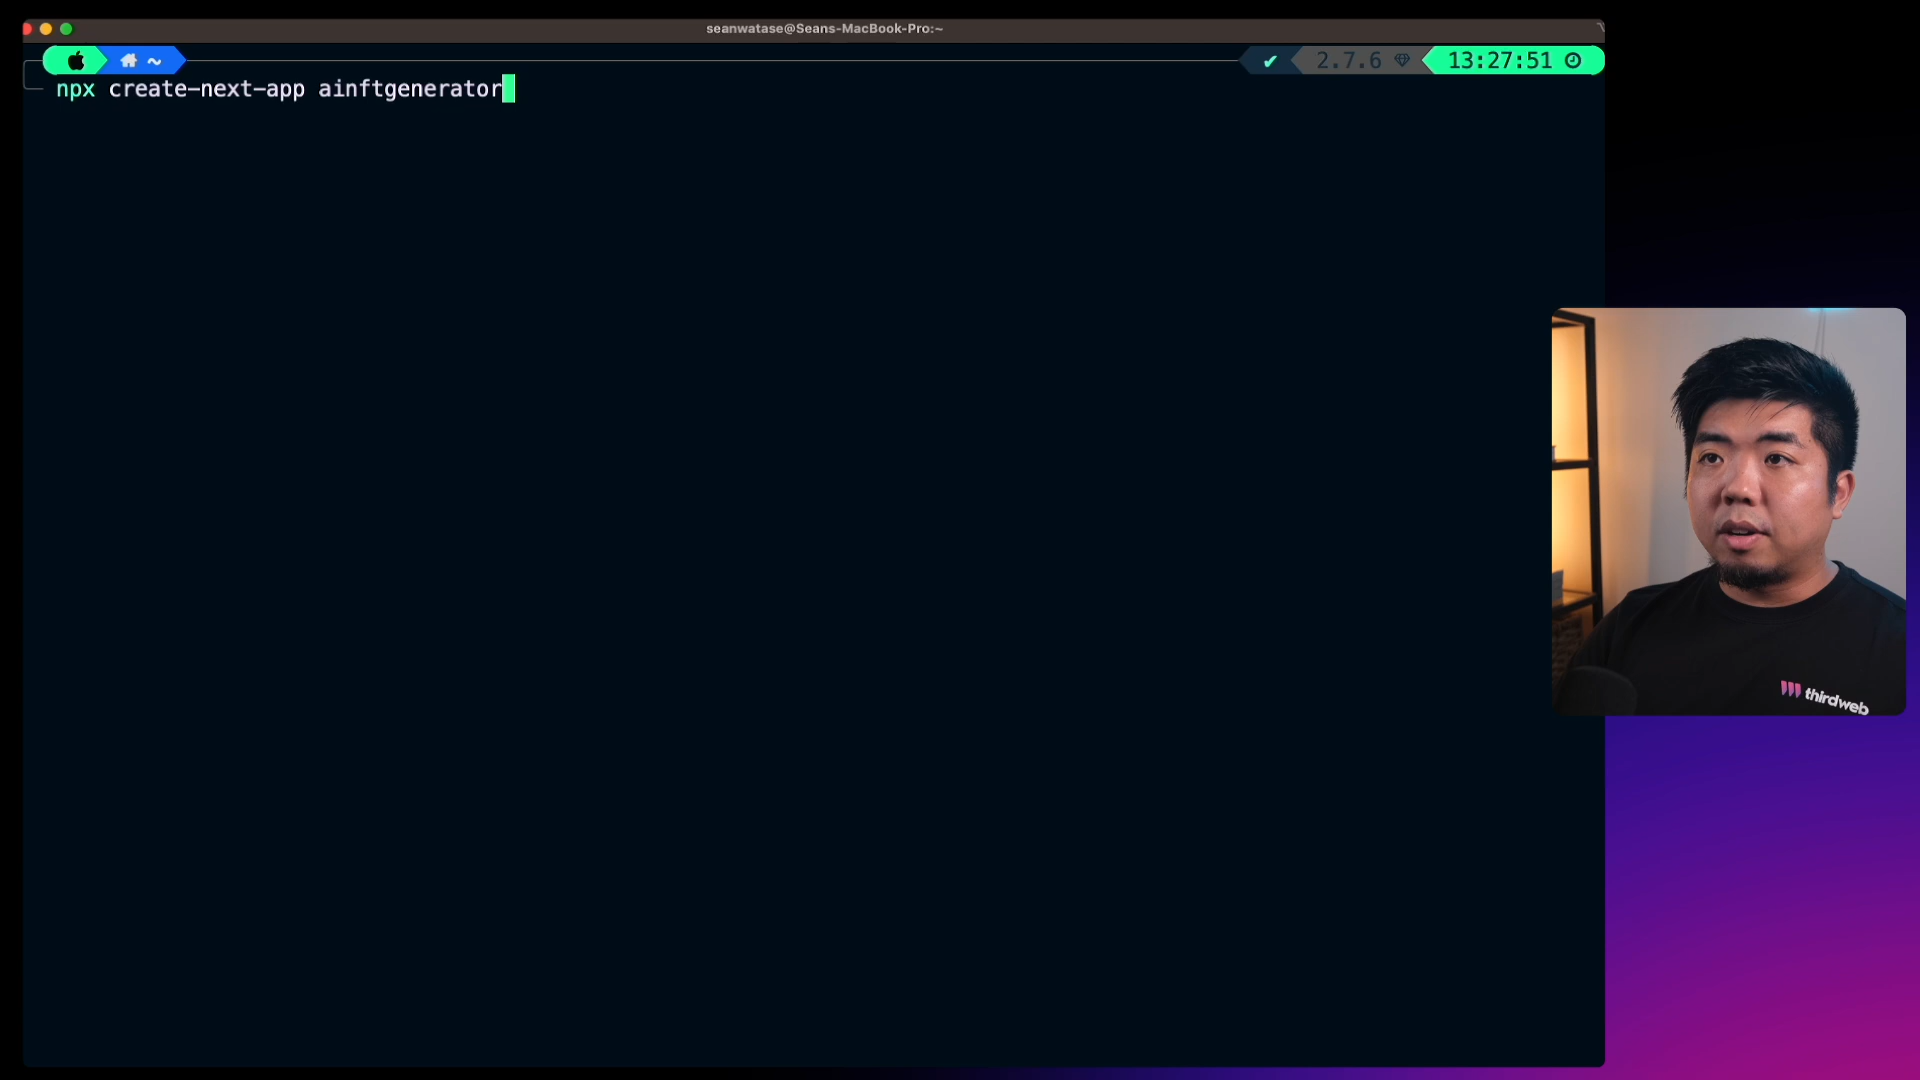 seanwatase@Seans-MacBook-Pro:~
~ ✔ 2.7.6 13:27:51
npx create-next-app ainftgenerator
thirdweb